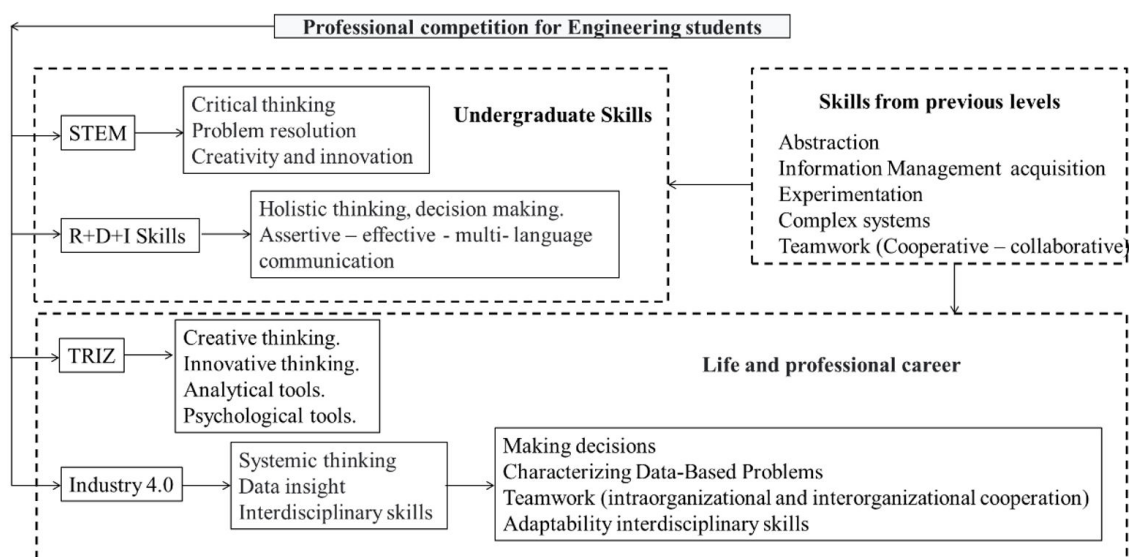 Professional competition for Engineering students
STEM
Critical thinking
Problem resolution
Creativity and innovation
Undergraduate Skills
R+D+I Skills
Holistic thinking, decision making.
Assertive – effective - multi- language
communication
Skills from previous levels
Abstraction
Information Management acquisition
Experimentation
Complex systems
Teamwork (Cooperative – collaborative)
TRIZ
Creative thinking.
Innovative thinking.
Analytical tools.
Psychological tools.
Life and professional career
Industry 4.0
Systemic thinking
Data insight
Interdisciplinary skills
Making decisions
Characterizing Data-Based Problems
Teamwork (intraorganizational and interorganizational cooperation)
Adaptability interdisciplinary skills